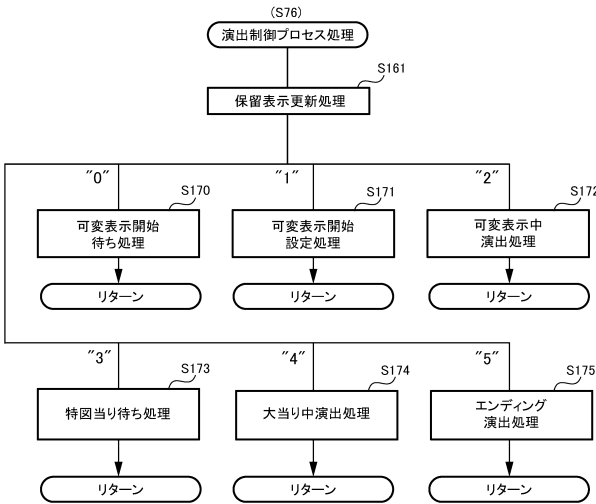 (S76)
演出制御プロセス処理
S161
保留表示更新処理
"0"
"1"
"2"
S170
S171
S172
可変表示開始
待ち処理
可変表示開始
設定処理
可変表示中
演出処理
リターン
リターン
リターン
"3"
"4"
"5"
S173
S174
S175
特図当り待ち処理
大当り中演出処理
エンディング
演出処理
リターン
リターン
リターン